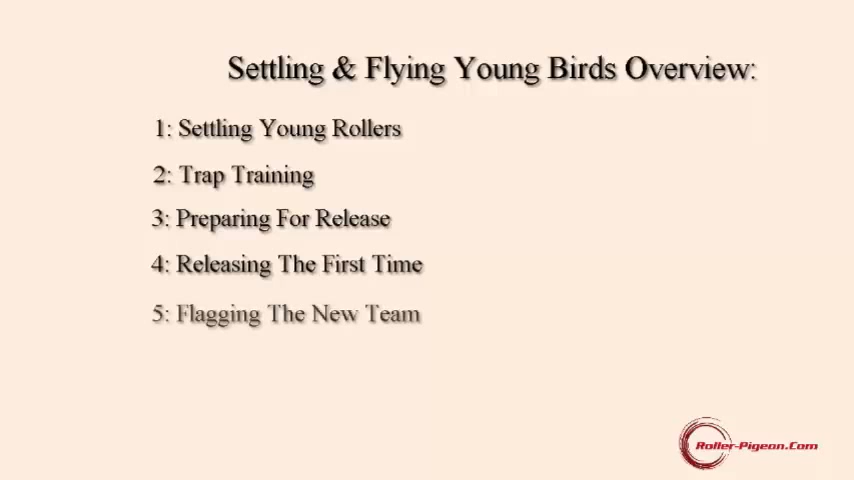 Settling & Flying Young Birds Overview:
1: Settling Young Rollers
2: Trap Training
3: Preparing For Release
4: Releasing The First Time
5: Flagging The New Team
Roller-Pigeon.Com